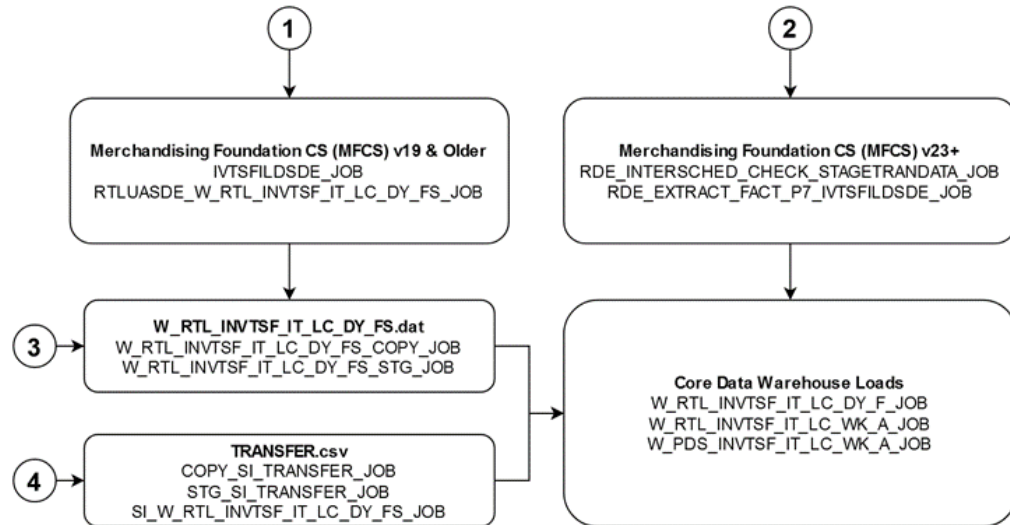 1
2
Merchandising Foundation CS (MFCS) v19 & Older
IVTSFILDSDE_JOB
RTLUASDE_W_RTL_INVTSF_IT_LC_DY_FS_JOB
Merchandising Foundation CS (MFCS) v23+
RDE_INTERSCHED_CHECK_STAGETRANDATA_JOB
RDE_EXTRACT_FACT_P7_IVTSFILDSDE_JOB
3
W_RTL_INVTSF_IT_LC_DY_FS.dat
W_RTL_INVTSF_IT_LC_DY_FS_COPY_JOB
W_RTL_INVTSF_IT_LC_DY_FS_STG_JOB
4
TRANSFER.csv
COPY_SI_TRANSFER_JOB
STG_SI_TRANSFER_JOB
SI_W_RTL_INVTSF_IT_LC_DY_FS_JOB
Core Data Warehouse Loads
W_RTL_INVTSF_IT_LC_DY_F_JOB
W_RTL_INVTSF_IT_LC_WK_A_JOB
W_PDS_INVTSF_IT_LC_WK_A_JOB